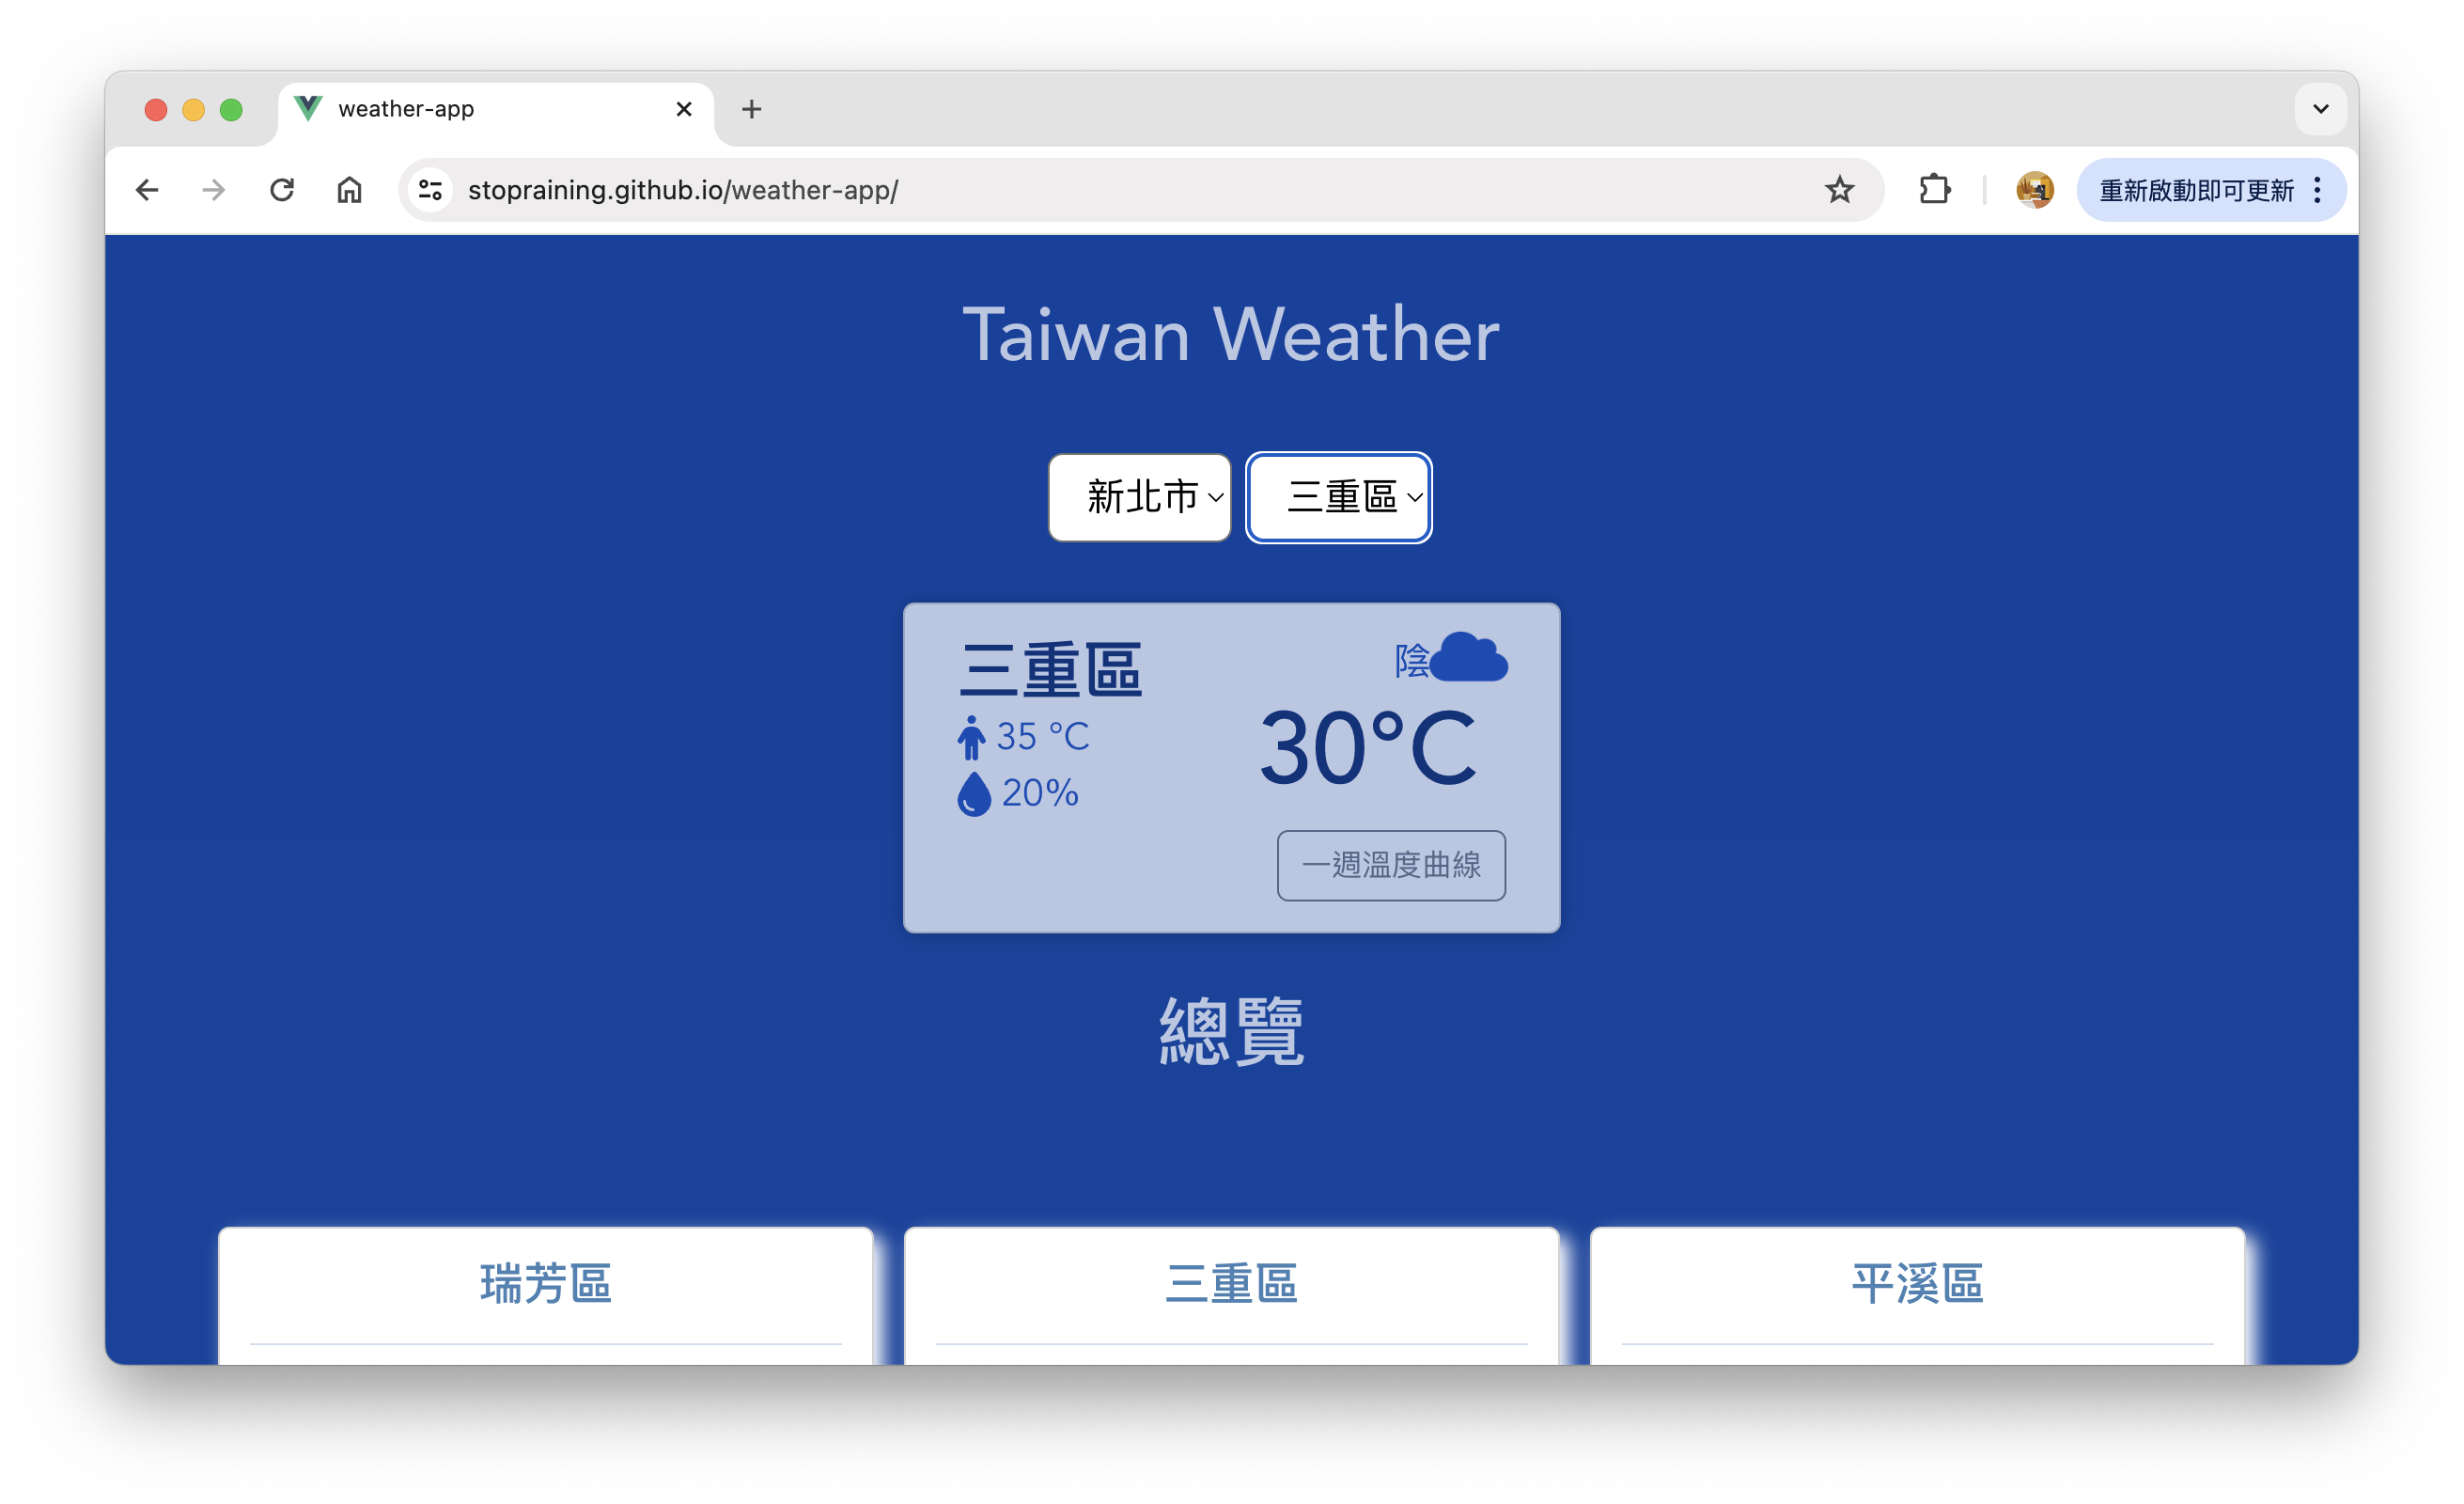 weather-app
stopraining.github.io/weather-app/
重新啟動即可更新
Taiwan Weather
新北市
三重區
三重區
陰
35 °C
30°C
20%
一週溫度曲線
總覽
瑞芳區
三重區
平溪區